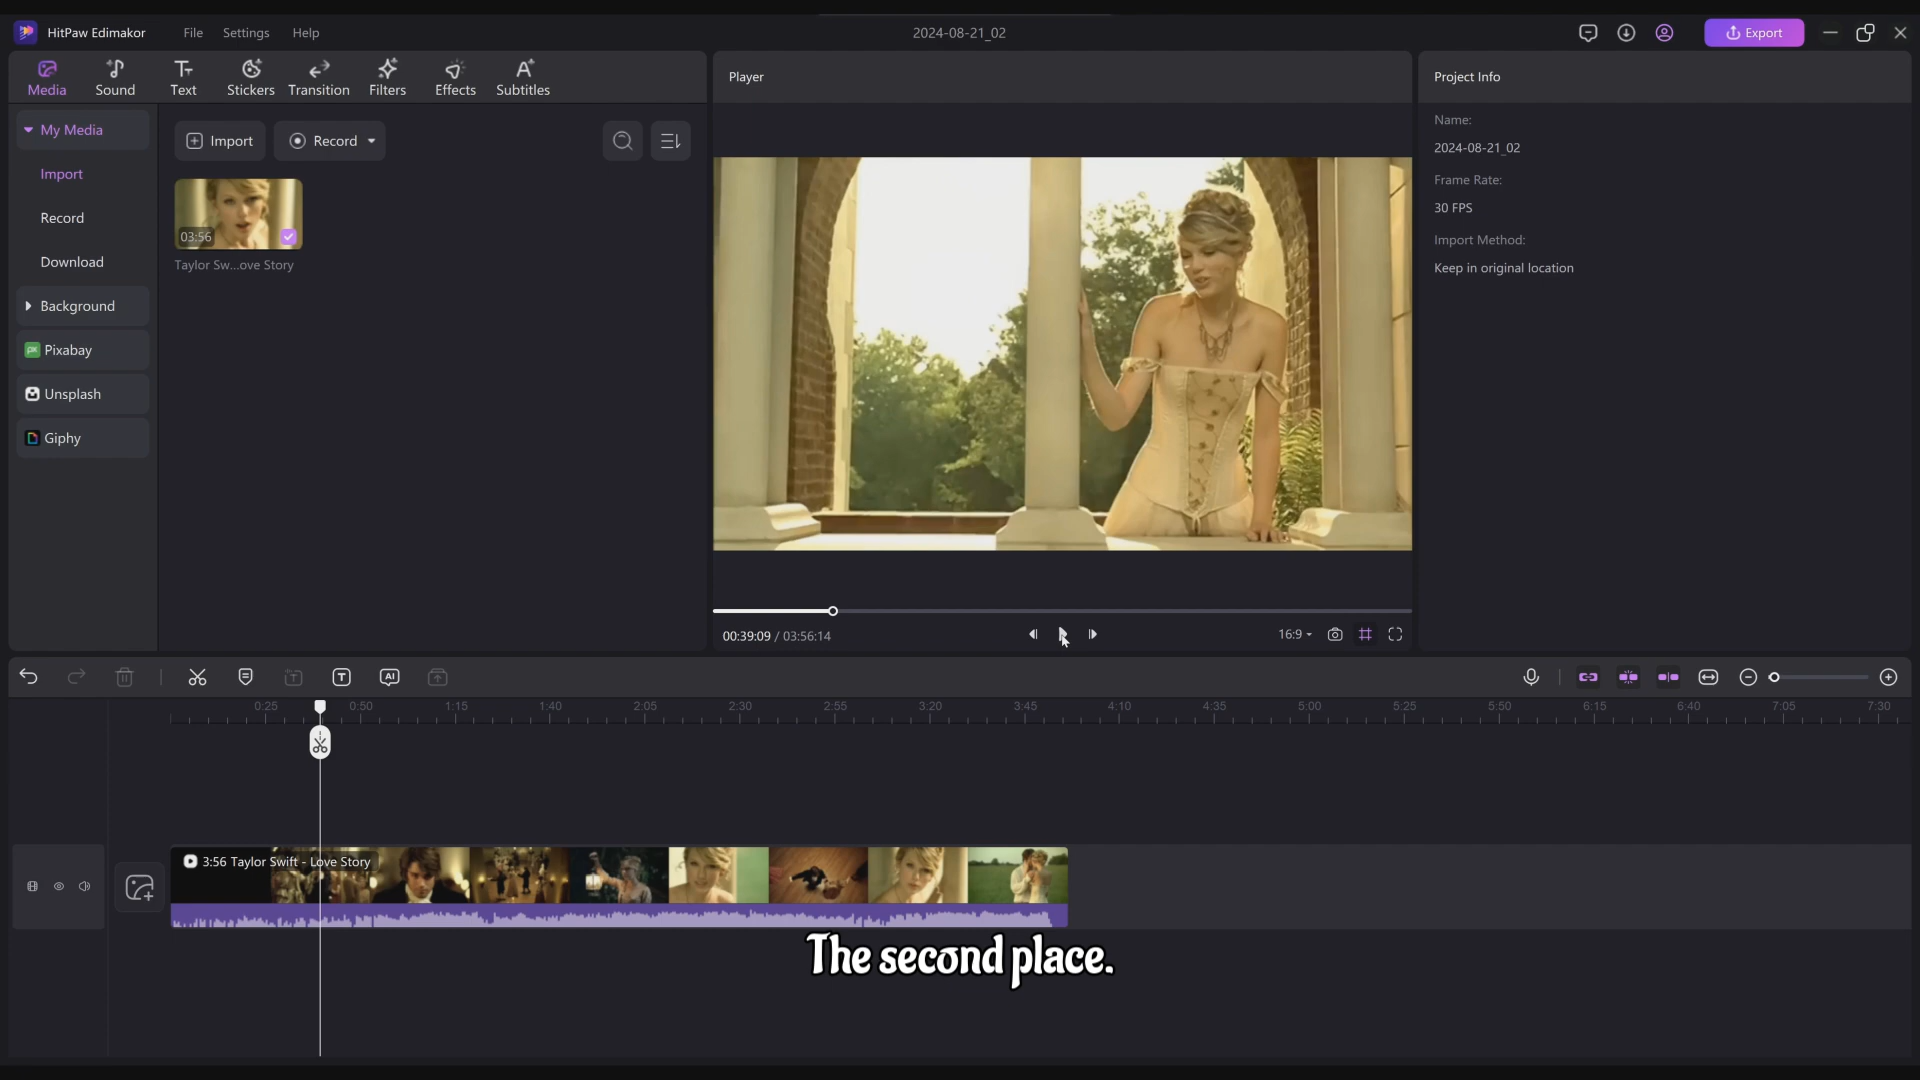 HitPaw Edimakor
File
Settings
Help
2024-08-21_02
Export
Media
Sound
Text
Stickers
Transition
Filters
Effects
Subtitles
Player
Project Info
My Media
Import
Record
Download
Background
Pixabay
Unsplash
Giphy
Import
Record
03:56
Taylor Sw...ove Story
Name:
2024-08-21_02
Frame Rate:
30 FPS
Import Method:
Keep in original location
00:39:09 / 03:56:14
16:9
AI
0:25
0:50
1:15
1:40
2:05
2:30
2:55
3:20
3:45
4:10
4:35
5:00
5:25
5:50
6:15
6:40
7:05
7:30
3:56 Taylor Swift - Love Story
The second place.